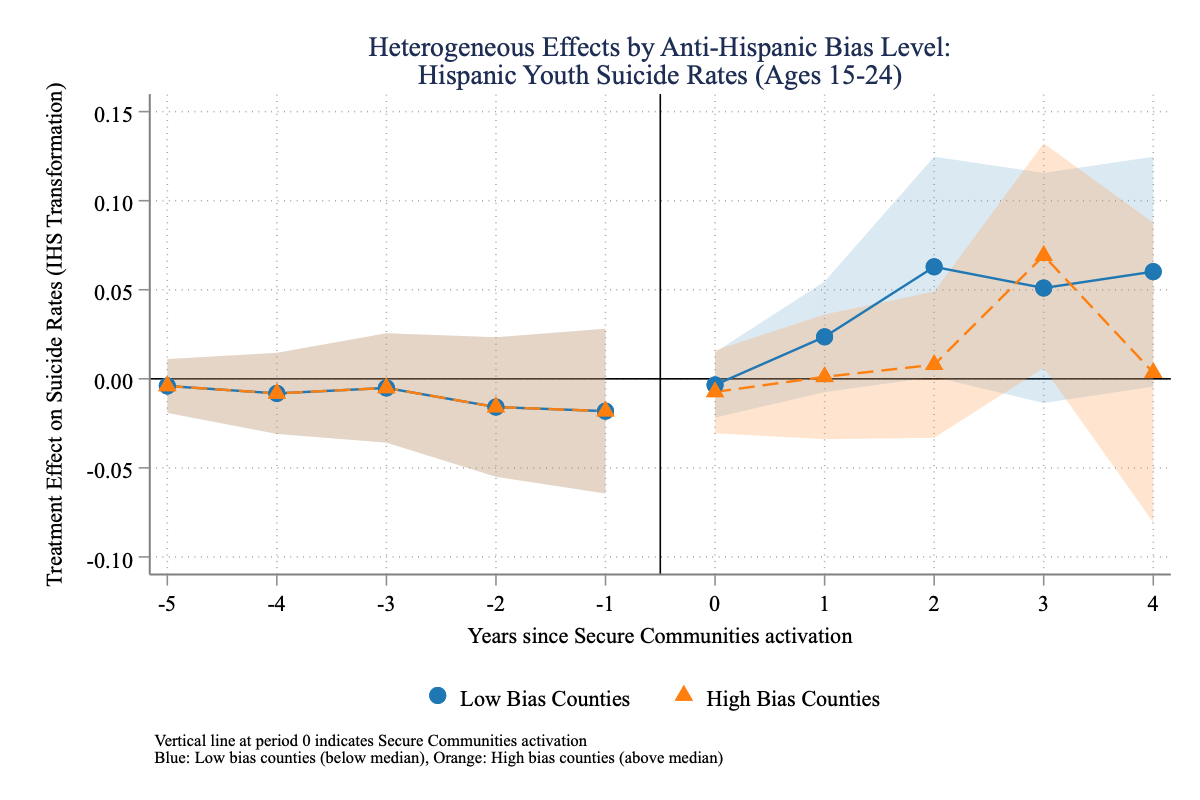 Heterogeneous Effects by Anti-Hispanic Bias Level:
Hispanic Youth Suicide Rates (Ages 15-24)
Treatment Effect on Suicide Rates (IHS Transformation)
0.15
0.10
0.05
0.00
-0.05
-0.10
-5 -4 -3 -2 -1 0 1 2 3 4
Years since Secure Communities activation
Low Bias Counties High Bias Counties
Vertical line at period 0 indicates Secure Communities activation
Blue: Low bias counties (below median), Orange: High bias counties (above median)